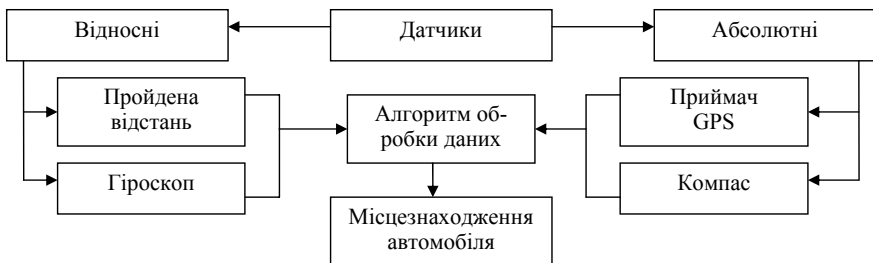 Відносні
Датчики
Абсолютні
Пройдена
відстань
Алгоритм об-
робки даних
Приймач
GPS
Гіроскоп
Компас
Місцезнаходження
автомобіля